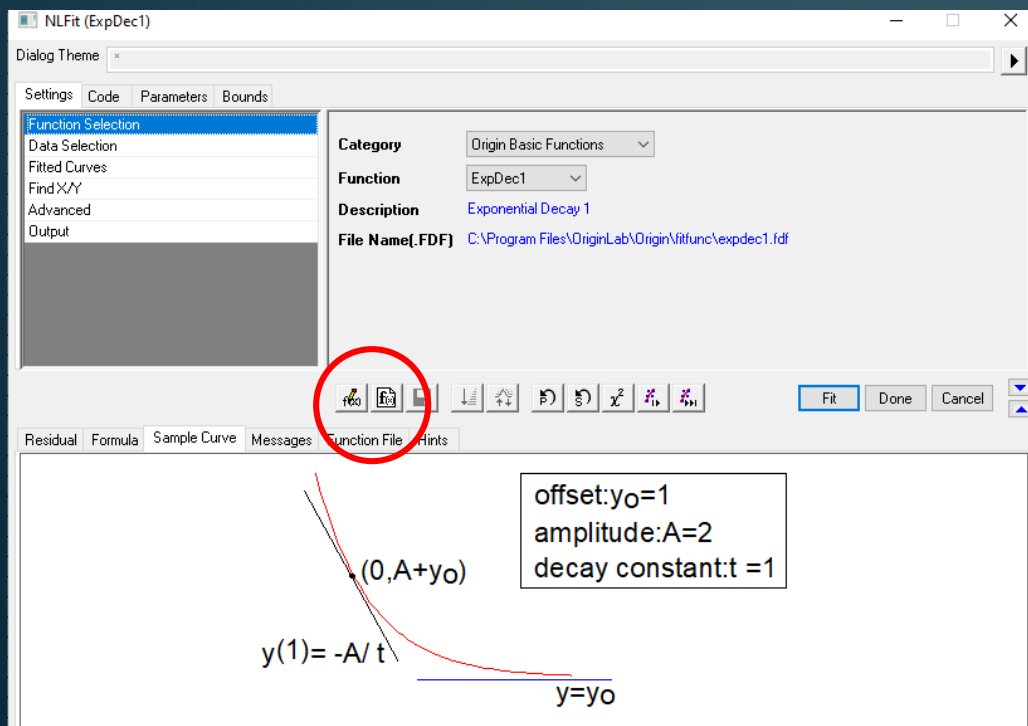 NLFit (ExpDec1)
Dialog Theme *
Settings Code Parameters Bounds
Function Selection
Data Selection
Fitted Curves
Find X/Y
Advanced
Output
Category Origin Basic Functions
Function ExpDec1
Description Exponential Decay 1
File Name(.FDF) C:\Program Files\OriginLab\Origin\fitfunc\expdec1.fdf
χ²
Fit Done Cancel
Residual Formula Sample Curve Messages Function File Hints
offset:yo=1
amplitude:A=2
decay constant:t =1
(0,A+yo)
y(1)= -A/ t
y=yo